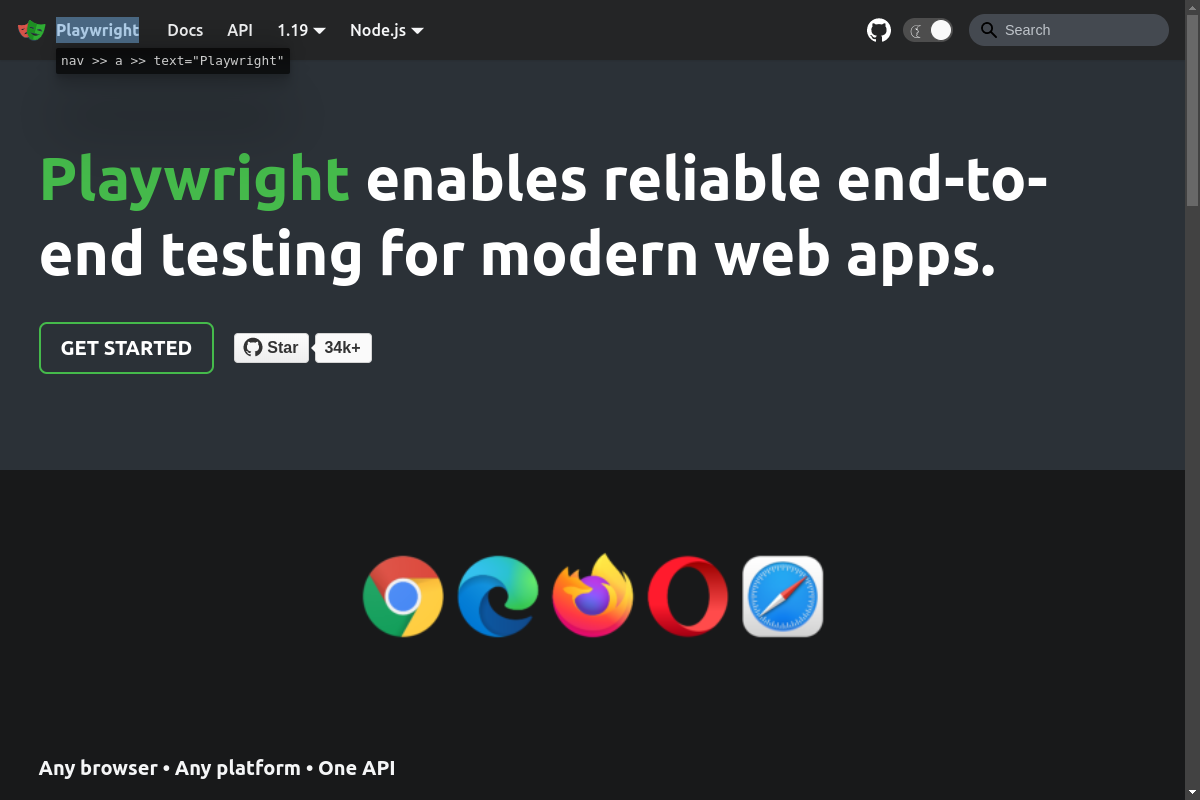 Playwright Docs API 1.19 Node.js Search
nav >> a >> text="Playwright"
Playwright enables reliable end-to-
end testing for modern web apps.
GET STARTED Star 34k+
Any browser • Any platform • One API